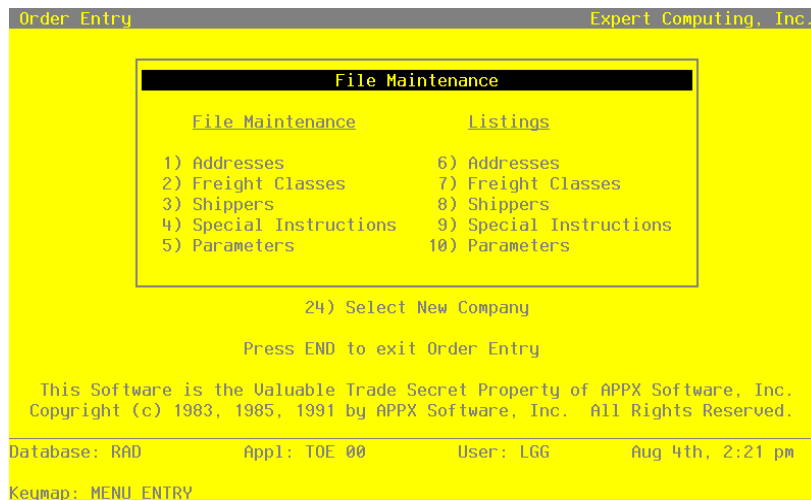 Order Entry Expert Computing, Inc.
File Maintenance
File Maintenance Listings
1) Addresses 6) Addresses
2) Freight Classes 7) Freight Classes
3) Shippers 8) Shippers
4) Special Instructions 9) Special Instructions
5) Parameters 10) Parameters
24) Select New Company
Press END to exit Order Entry
This Software is the Valuable Trade Secret Property of APPX Software, Inc.
Copyright (c) 1983, 1985, 1991 by APPX Software, Inc. All Rights Reserved.
Database: RAD Appl: TOE 00 User: LGG Aug 4th, 2:21 pm
Keymap: MENU ENTRY